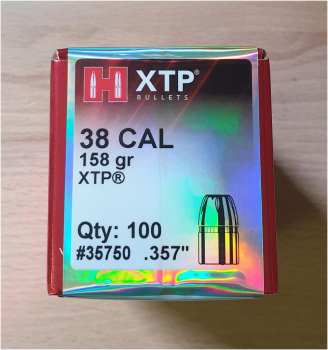 H XTP®
BULLETS
38 CAL
158 gr
XTP®
Qty: 100
#35750 .357"